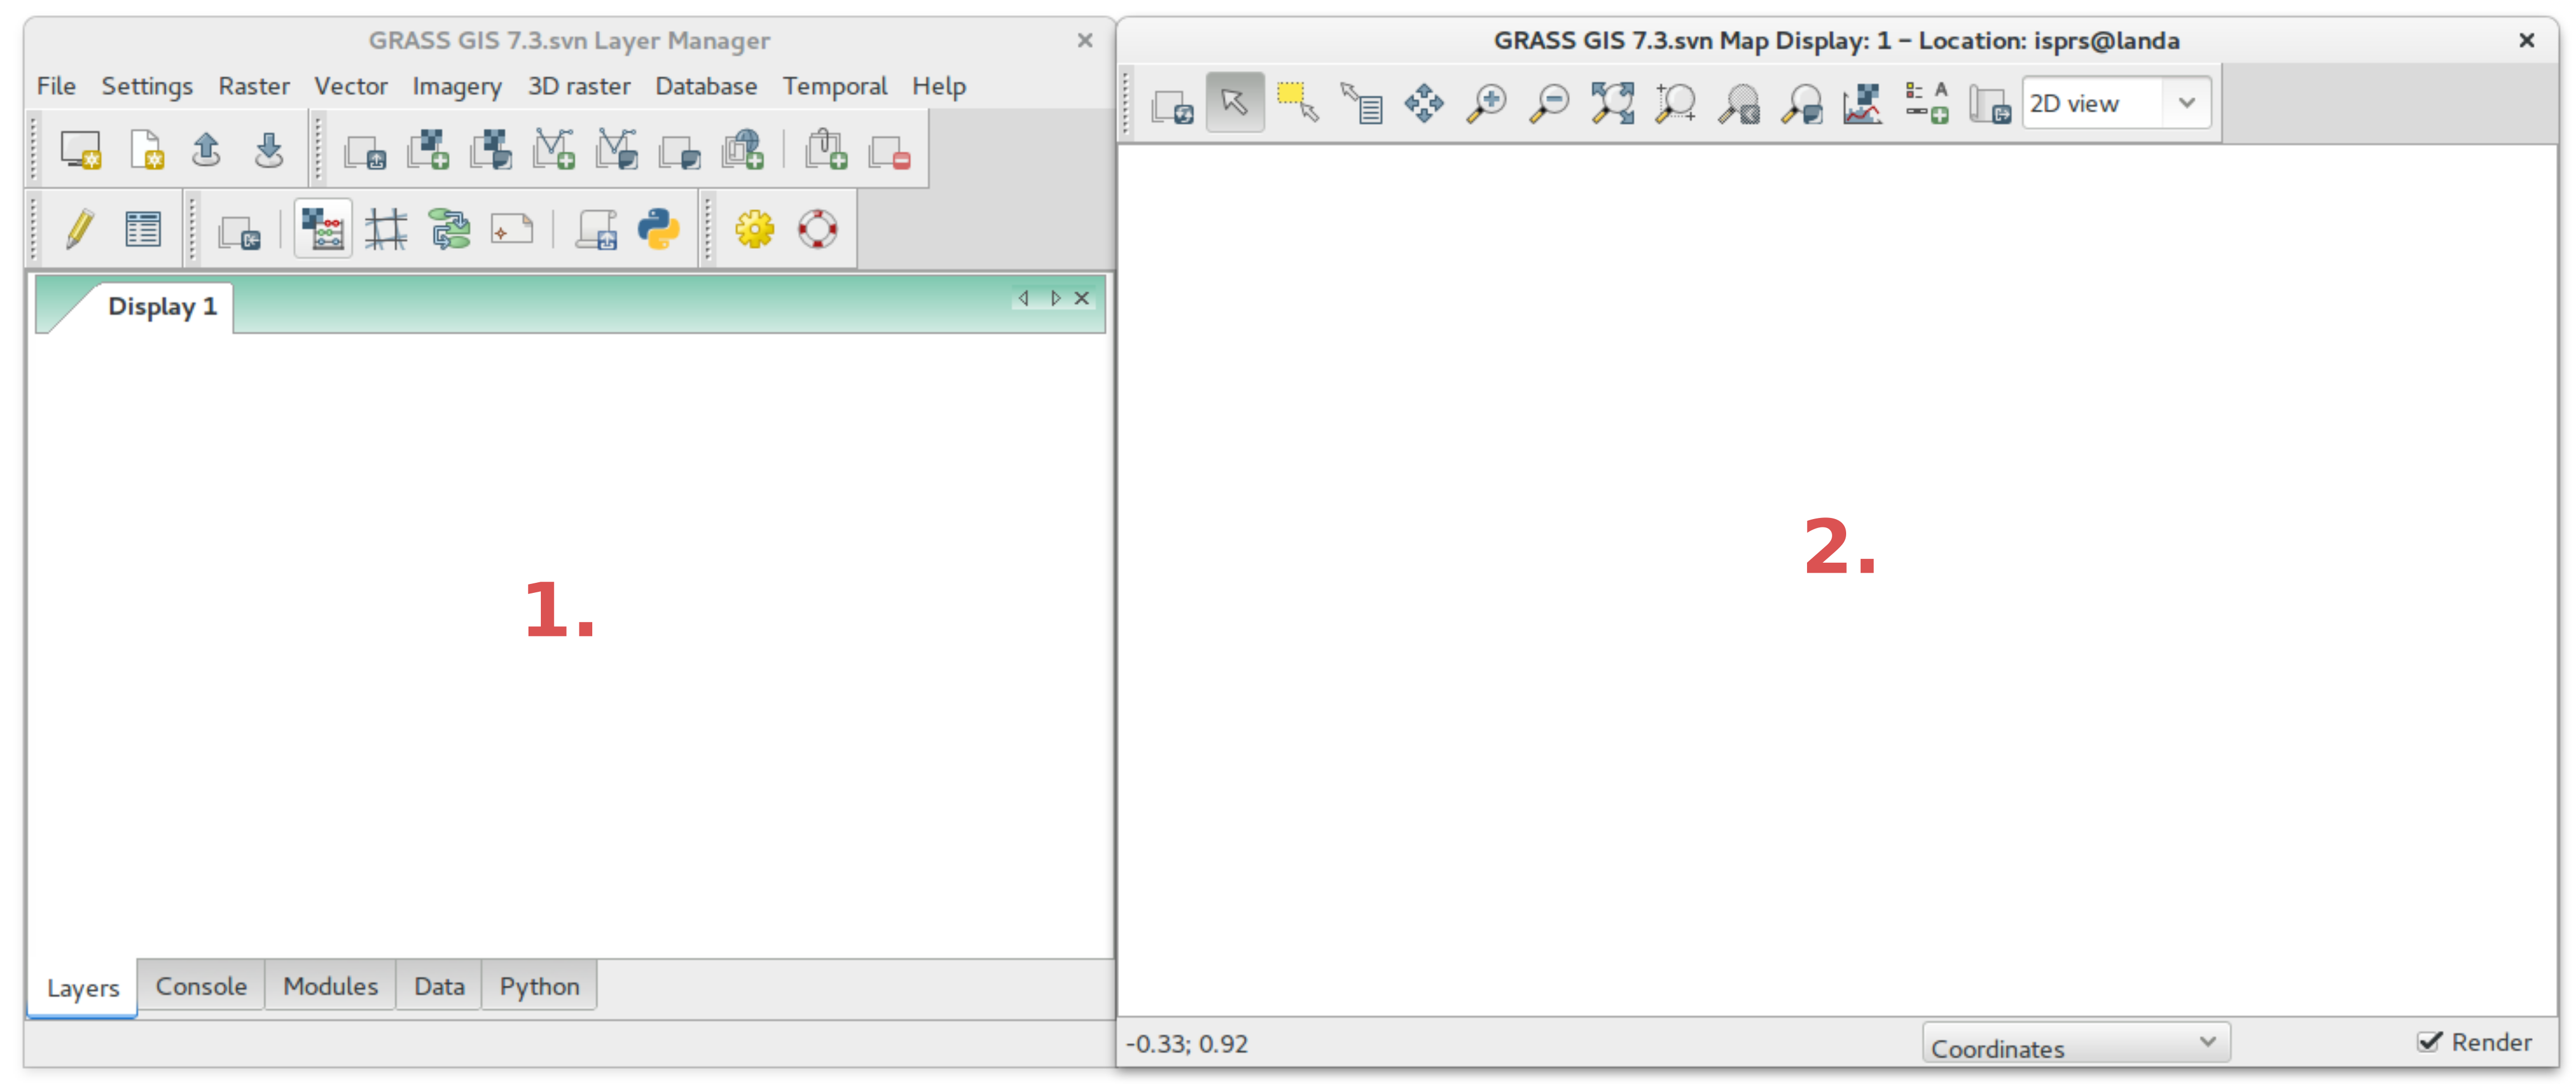 GRASS GIS 7.3.svn Layer Manager
File Settings Raster Vector Imagery 3D raster Database Temporal Help
Display 1
1.
Layers Console Modules Data Python
GRASS GIS 7.3.svn Map Display: 1 – Location: isprs@landa
A
2D view
2.
-0.33; 0.92
Coordinates
Render